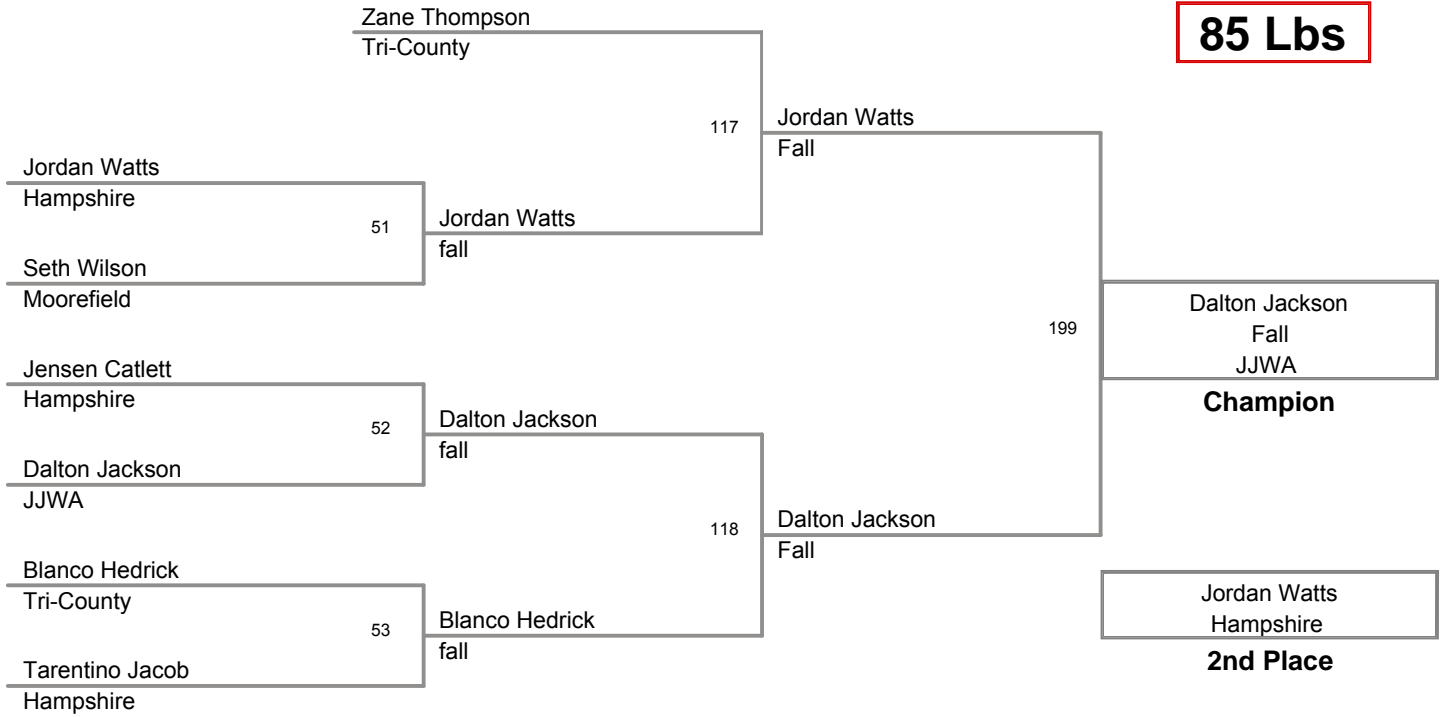 Zane Thompson
Tri-County
85 Lbs
117
Jordan Watts
Fall
Jordan Watts
Hampshire
51
Jordan Watts
fall
Seth Wilson
Moorefield
199
Dalton Jackson
Fall
JJWA
Champion
Jensen Catlett
Hampshire
52
Dalton Jackson
fall
Dalton Jackson
JJWA
118
Dalton Jackson
Fall
Blanco Hedrick
Tri-County
53
Blanco Hedrick
fall
Tarentino Jacob
Hampshire
Jordan Watts
Hampshire
2nd Place